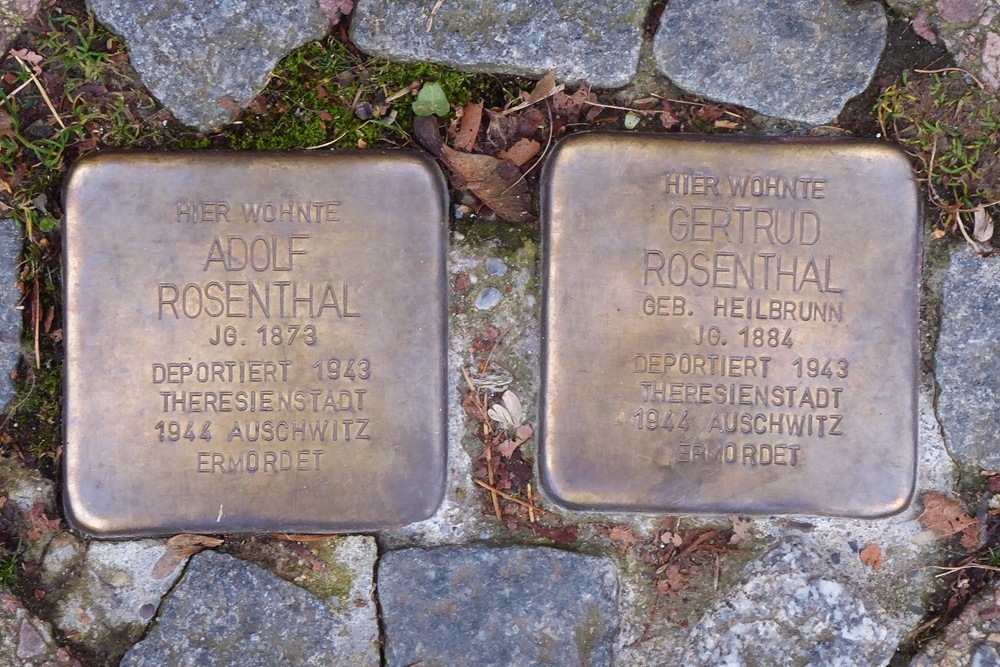 HIER WOHNTE
ADOLF
ROSENTHAL
JG. 1873
DEPORTIERT 1943
THERESIENSTADT
1944 AUSCHWITZ
ERMORDET
HIER WOHNTE
GERTRUD
ROSENTHAL
GEB. HEILBRUNN
JG. 1884
DEPORTIERT 1943
THERESIENSTADT
1944 AUSCHWITZ
ERMORDET